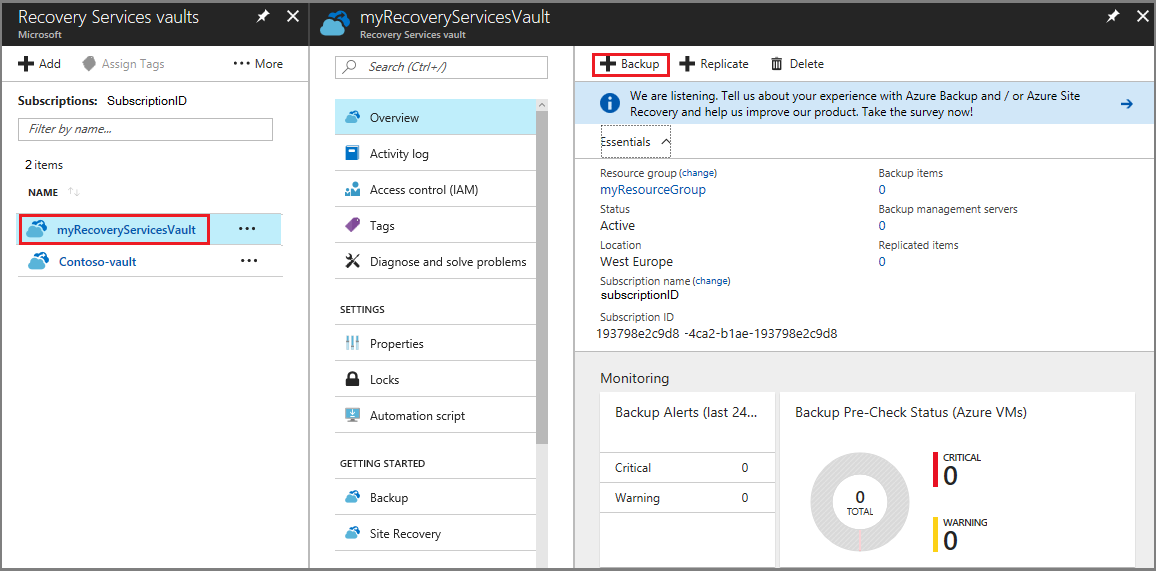 Recovery Services vaults
Microsoft
Add
Assign Tags
More
Subscriptions: SubscriptionID
Filter by name...
2 items
NAME
myRecoveryServicesVault
Contoso-vault
myRecoveryServicesVault
Recovery Services vault
Search (Ctrl+/)
Overview
Activity log
Access control (IAM)
Tags
Diagnose and solve problems
SETTINGS
Properties
Locks
Automation script
GETTING STARTED
Backup
Site Recovery
Backup
Replicate
Delete
We are listening. Tell us about your experience with Azure Backup and / or Azure Site
Recovery and help us improve our product. Take the survey now!
Essentials
Resource group (change)
myResourceGroup
Status
Active
Location
West Europe
Subscription name (change)
subscriptionID
Subscription ID
193798e2c9d8 -4ca2-b1ae-193798e2c9d8
Backup items
0
Backup management servers
0
Replicated items
0
Monitoring
Backup Alerts (last 24...
Critical 0
Warning 0
Backup Pre-Check Status (Azure VMs)
0
TOTAL
CRITICAL
0
WARNING
0